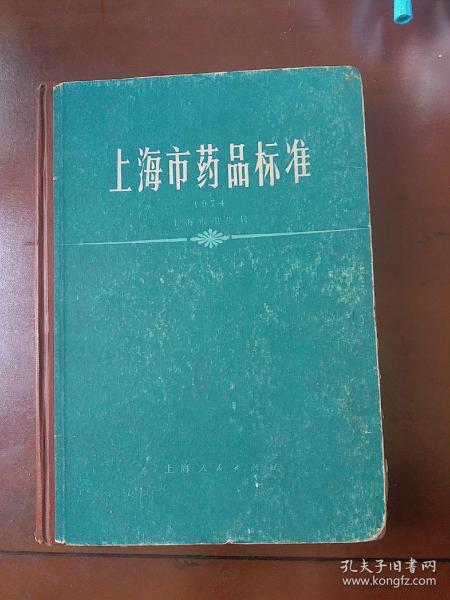 上海市药品标准
1974
上海市卫生局
上海人民出版社
孔夫子旧书网
www.kongfz.com